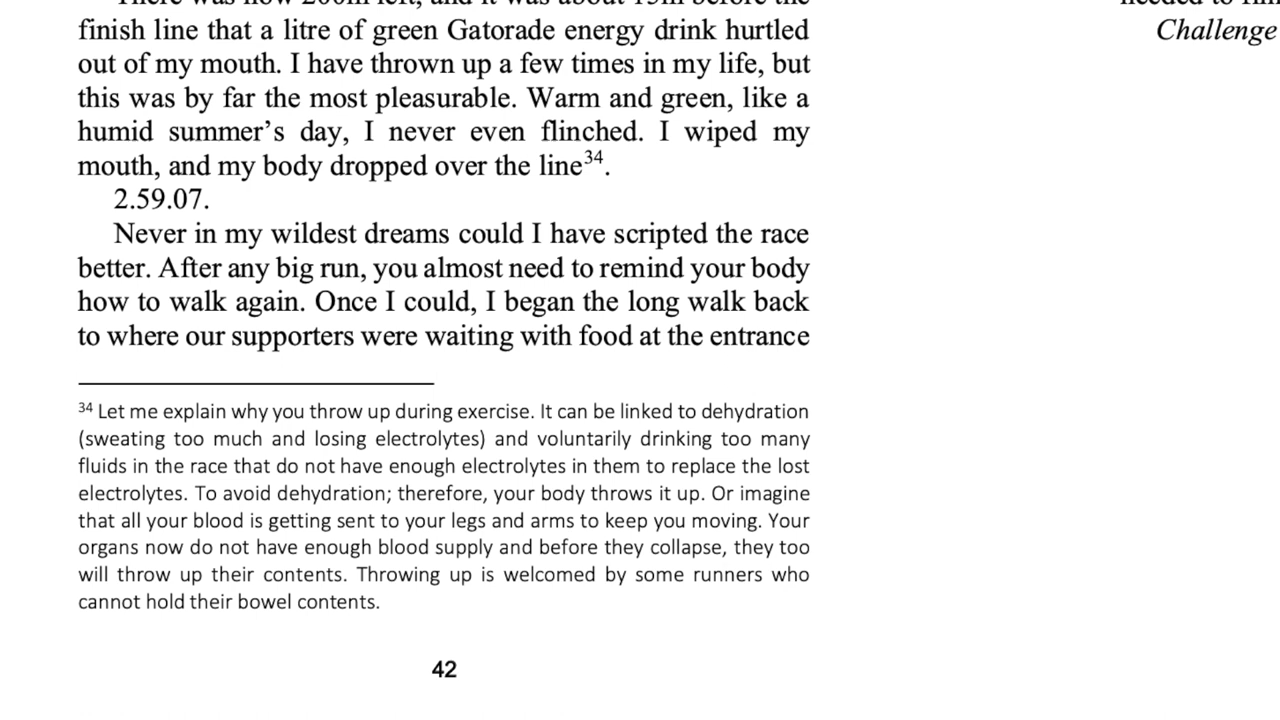 finish line that a litre of green Gatorade energy drink hurtled
out of my mouth. I have thrown up a few times in my life, but
this was by far the most pleasurable. Warm and green, like a
humid summer’s day, I never even flinched. I wiped my
mouth, and my body dropped over the line³⁴.
2.59.07.
Never in my wildest dreams could I have scripted the race
better. After any big run, you almost need to remind your body
how to walk again. Once I could, I began the long walk back
to where our supporters were waiting with food at the entrance
³⁴ Let me explain why you throw up during exercise. It can be linked to dehydration
(sweating too much and losing electrolytes) and voluntarily drinking too many
fluids in the race that do not have enough electrolytes in them to replace the lost
electrolytes. To avoid dehydration; therefore, your body throws it up. Or imagine
that all your blood is getting sent to your legs and arms to keep you moving. Your
organs now do not have enough blood supply and before they collapse, they too
will throw up their contents. Throwing up is welcomed by some runners who
cannot hold their bowel contents.
42
Challenge